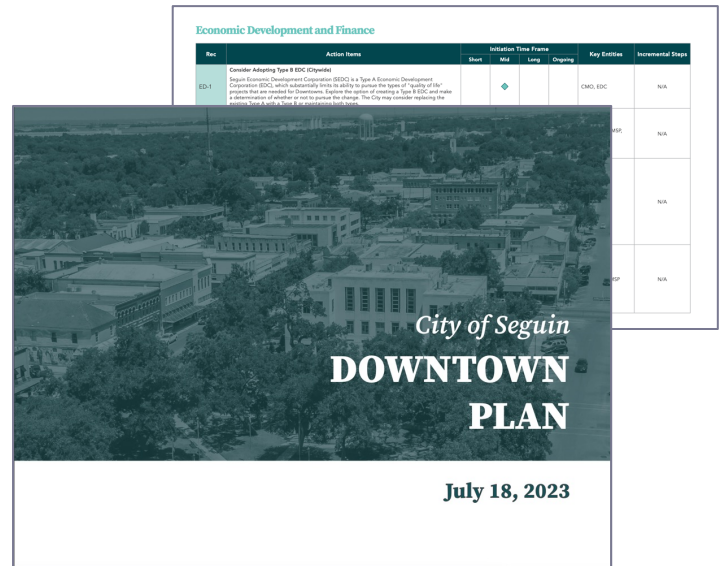 Economic Development and Finance
Rec
Action Items
Initiation Time Frame
Key Entities
Incremental Steps
Short
Mid
Long
Ongoing
Consider Adopting Type B EDC (Citywide)
ED-1
Seguin Economic Development Corporation (SEDC) is a Type A Economic Development
Corporation (EDC), which substantially limits its ability to pursue the types of "quality of life"
projects that are needed for Downtowns. Explore the option of creating a Type B EDC and make
a determination of whether or not to pursue the change. The City may consider replacing the
existing Type A with a Type B or maintaining both types.
CMO, EDC
N/A
MSP,
N/A
N/A
N/A
City of Seguin
DOWNTOWN
PLAN
July 18, 2023